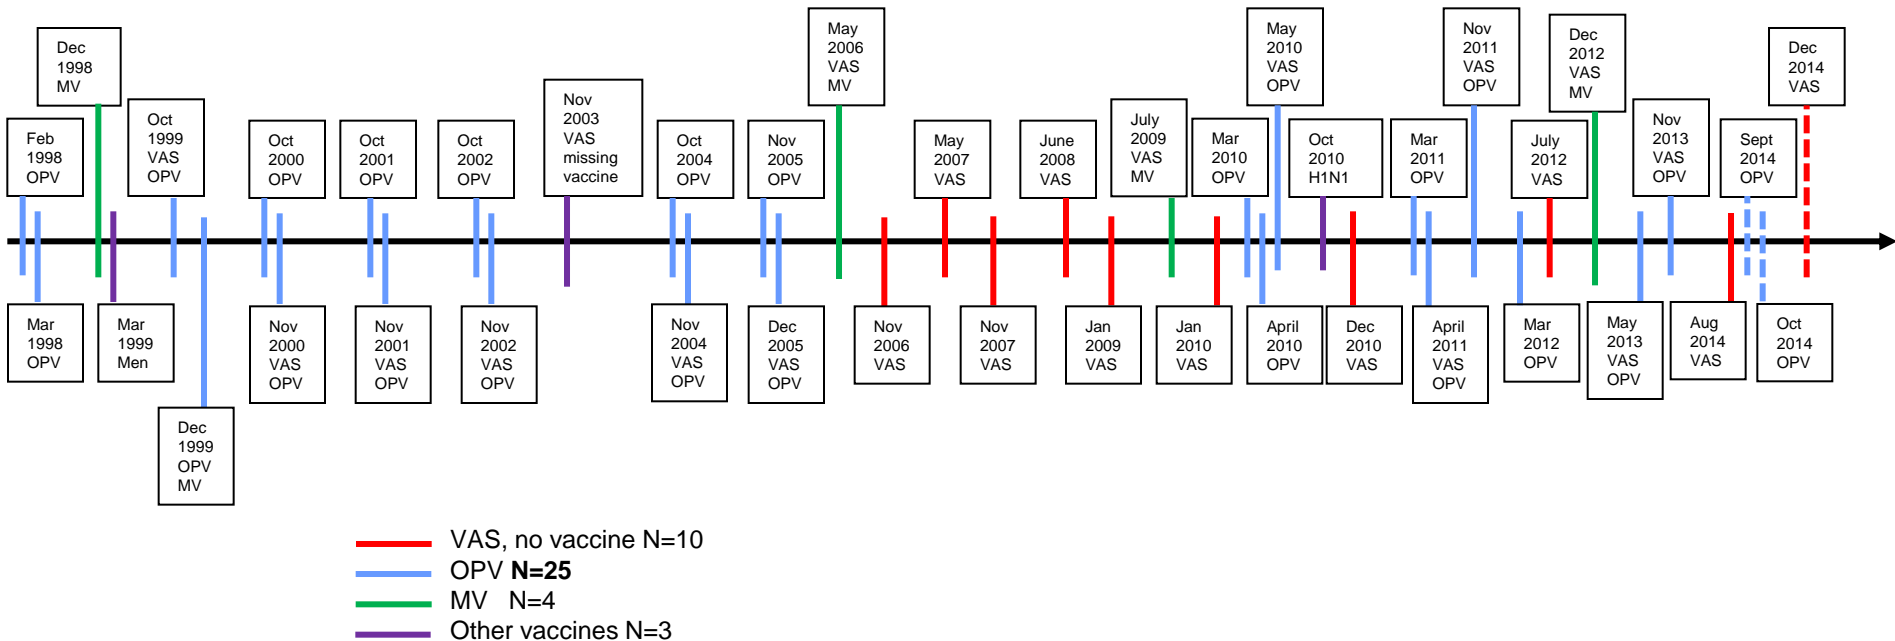 Feb
1998
OPV
Mar
1998
OPV
Dec
1998
MV
Mar
1999
Men
Oct
1999
VAS
OPV
Dec
1999
OPV
MV
Oct
2000
OPV
Nov
2000
VAS
OPV
Oct
2001
OPV
Nov
2001
VAS
OPV
Oct
2002
OPV
Nov
2002
VAS
OPV
Nov
2003
VAS
missing
vaccine
Oct
2004
OPV
Nov
2004
VAS
OPV
Nov
2005
OPV
Dec
2005
VAS
OPV
May
2006
VAS
MV
Nov
2006
VAS
May
2007
VAS
Nov
2007
VAS
June
2008
VAS
Jan
2009
VAS
July
2009
VAS
MV
Jan
2010
VAS
Mar
2010
OPV
April
2010
OPV
May
2010
VAS
OPV
Oct
2010
H1N1
Dec
2010
VAS
Mar
2011
OPV
April
2011
VAS
OPV
Nov
2011
VAS
OPV
Mar
2012
OPV
July
2012
VAS
Dec
2012
VAS
MV
May
2013
VAS
OPV
Nov
2013
VAS
OPV
Aug
2014
VAS
Sept
2014
OPV
Oct
2014
OPV
Dec
2014
VAS
VAS, no vaccine N=10
OPV N=25
MV N=4
Other vaccines N=3